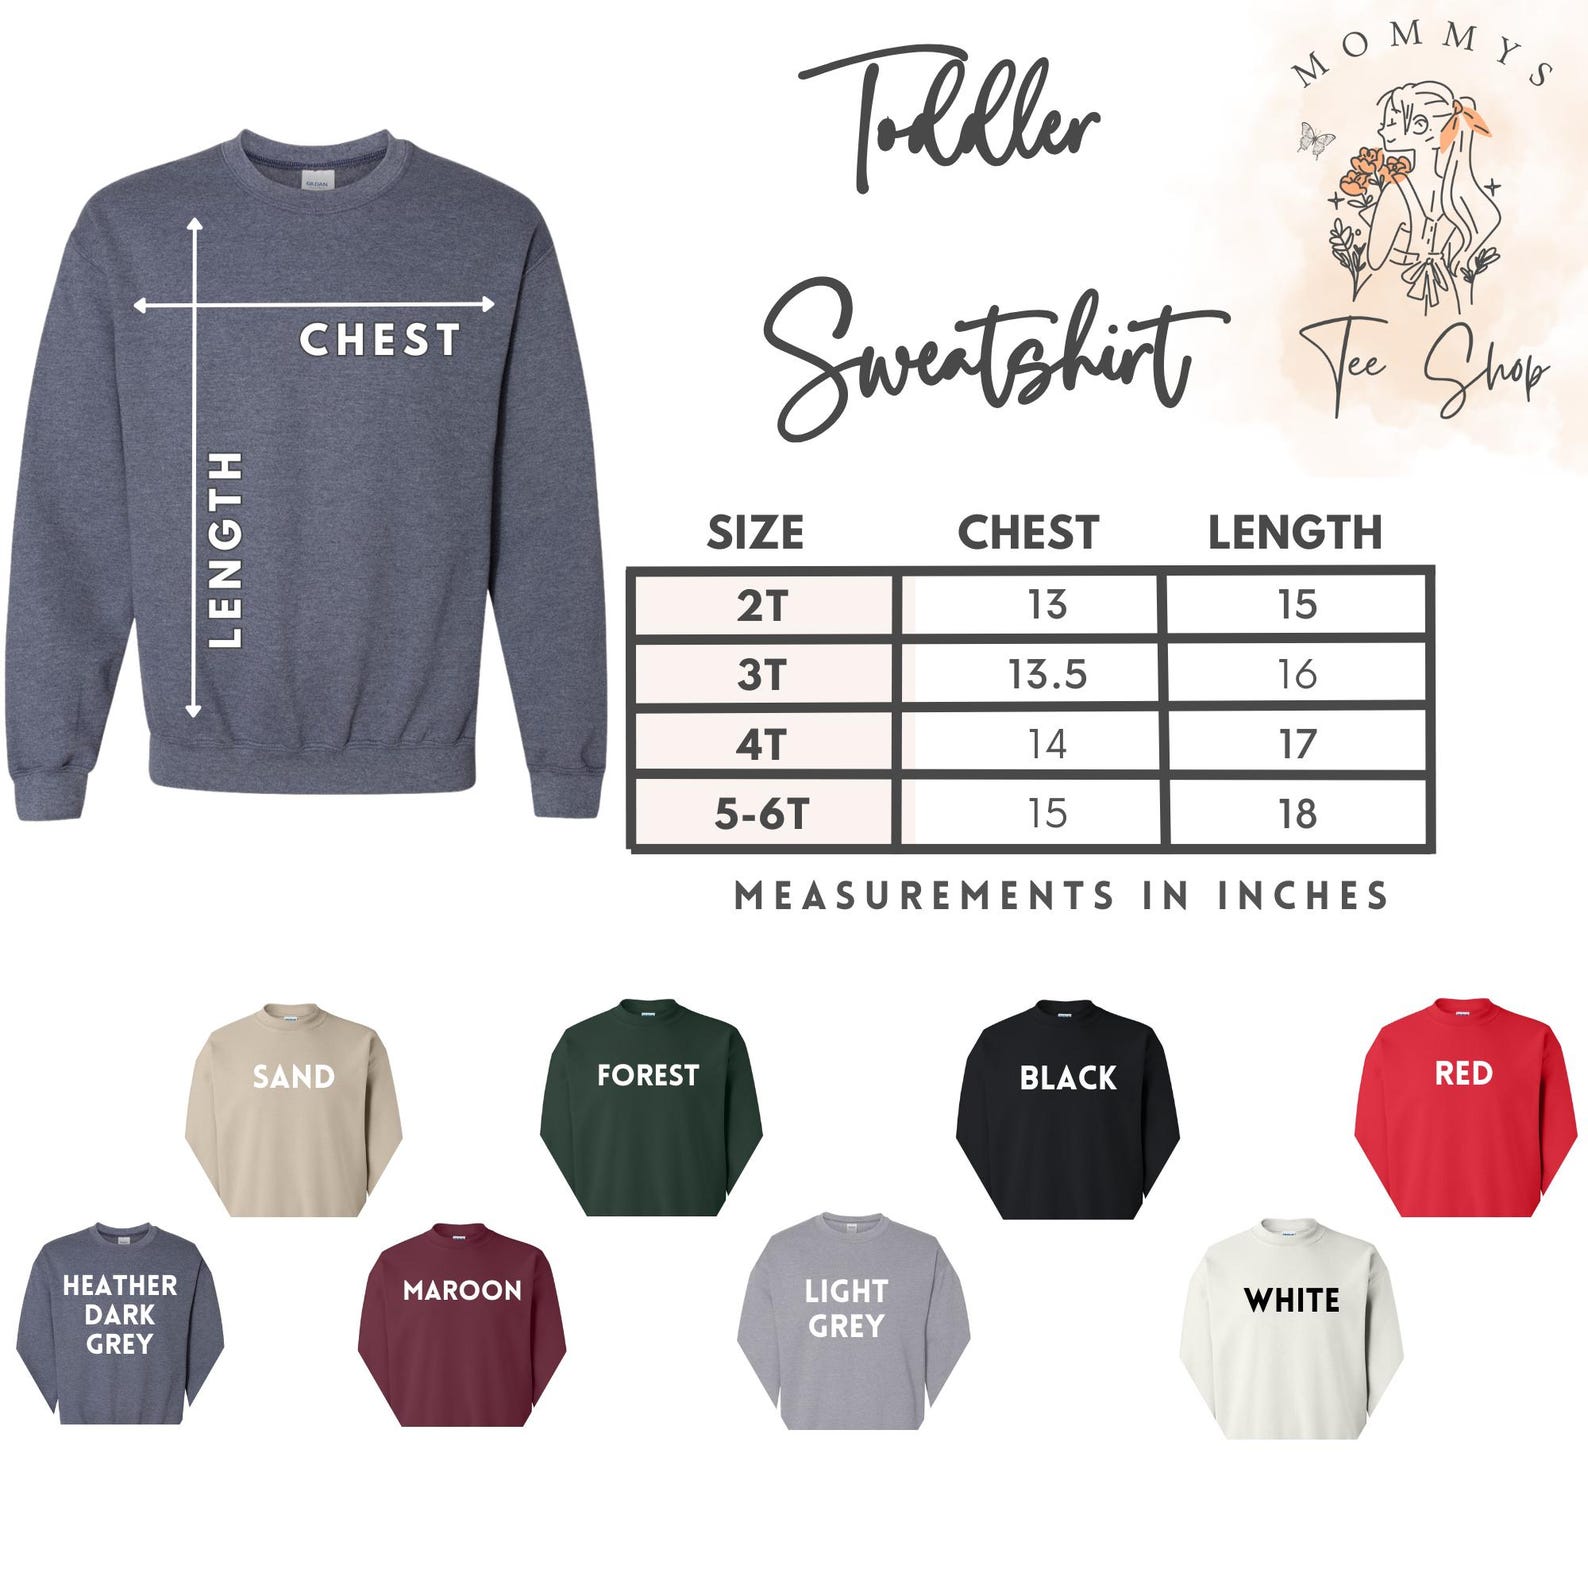 Toddler
Sweatshirt
MOMMYS
Tee Shop
GILDAN
CHEST
LENGTH
SIZE CHEST LENGTH
2T 13 15
3T 13.5 16
4T 14 17
5-6T 15 18
MEASUREMENTS IN INCHES
SAND
FOREST
BLACK
RED
HEATHER
DARK
GREY
MAROON
LIGHT
GREY
WHITE